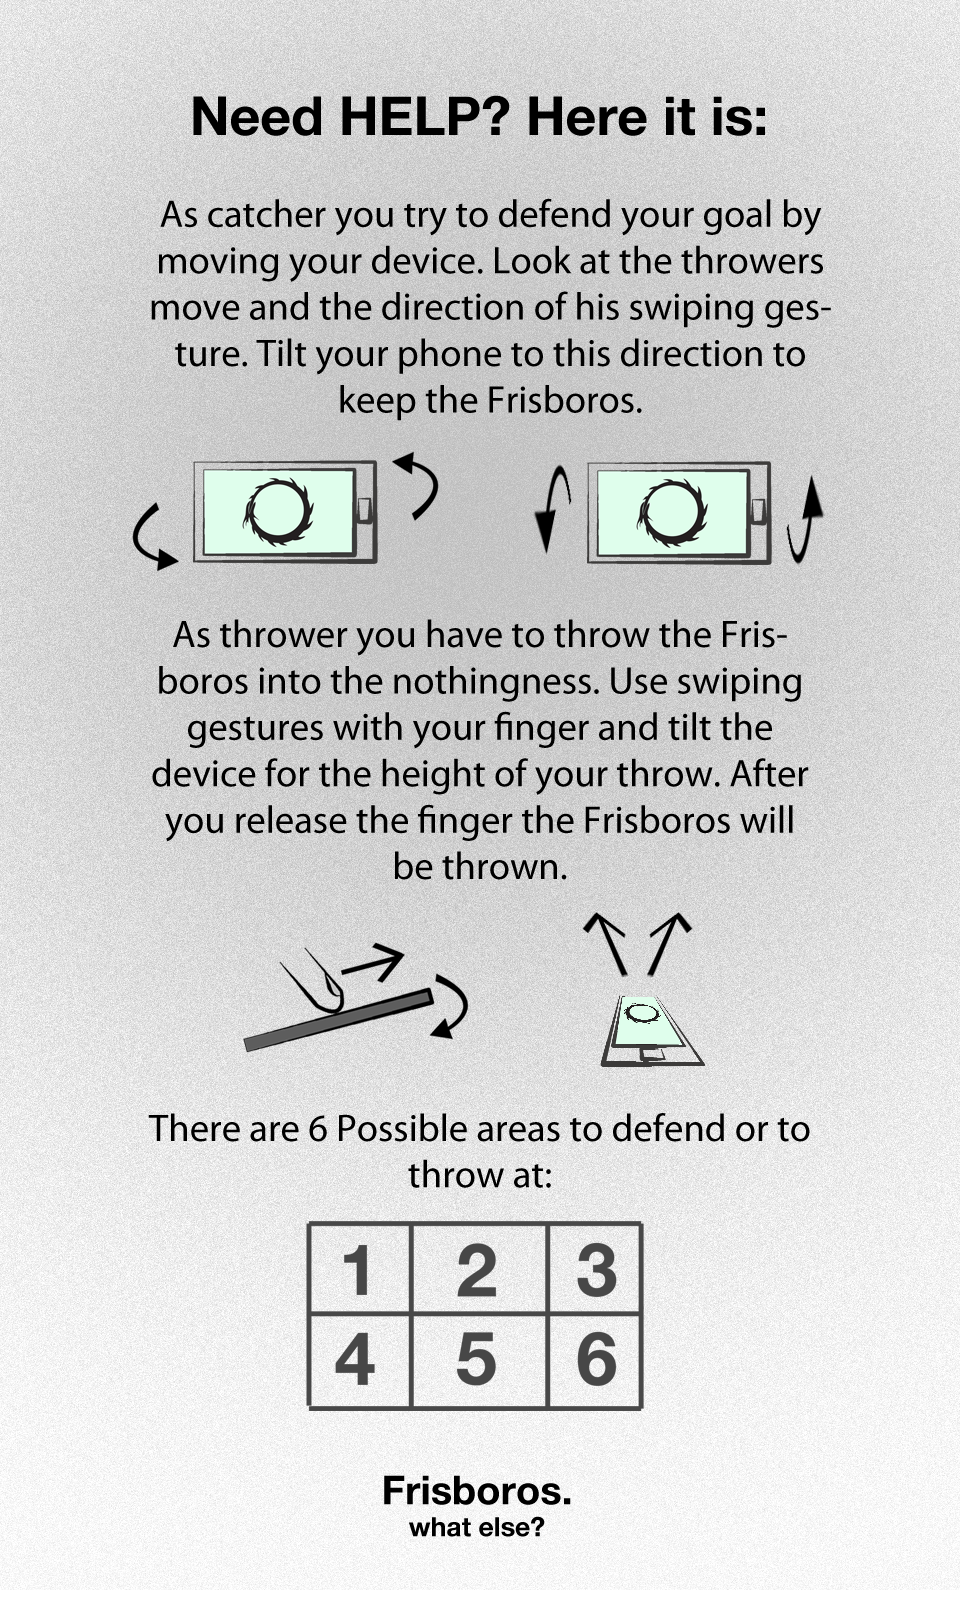 Need HELP? Here it is:
As catcher you try to defend your goal by
moving your device. Look at the throwers
move and the direction of his swiping ges-
ture. Tilt your phone to this direction to
keep the Frisboros.
As thrower you have to throw the Fris-
boros into the nothingness. Use swiping
gestures with your finger and tilt the
device for the height of your throw. After
you release the finger the Frisboros will
be thrown.
There are 6 Possible areas to defend or to
throw at:
1 2 3
4 5 6
Frisboros.
what else?